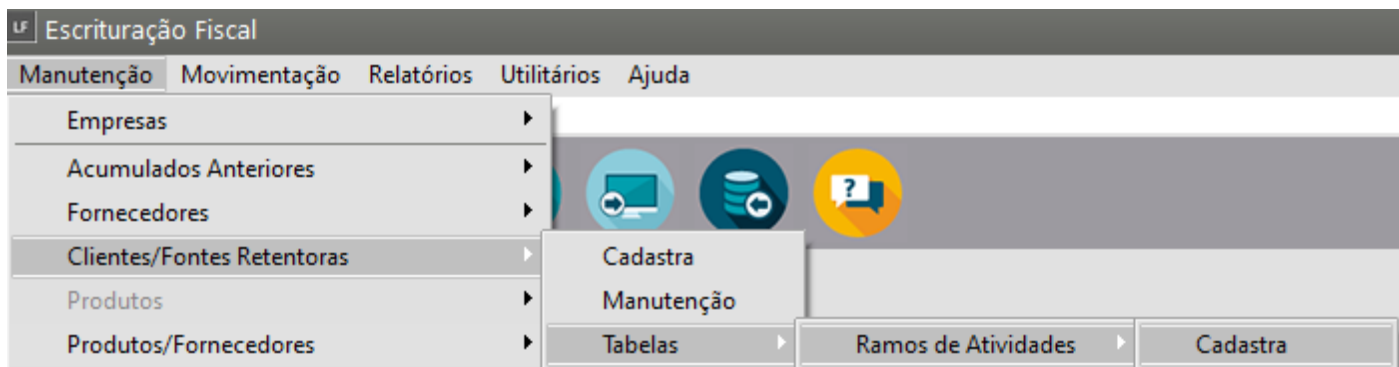 LF Escrituração Fiscal
Manutenção Movimentação Relatórios Utilitários Ajuda
Empresas
Acumulados Anteriores
Fornecedores
Clientes/Fontes Retentoras Cadastra
Produtos Manutenção
Produtos/Fornecedores Tabelas Ramos de Atividades Cadastra
?